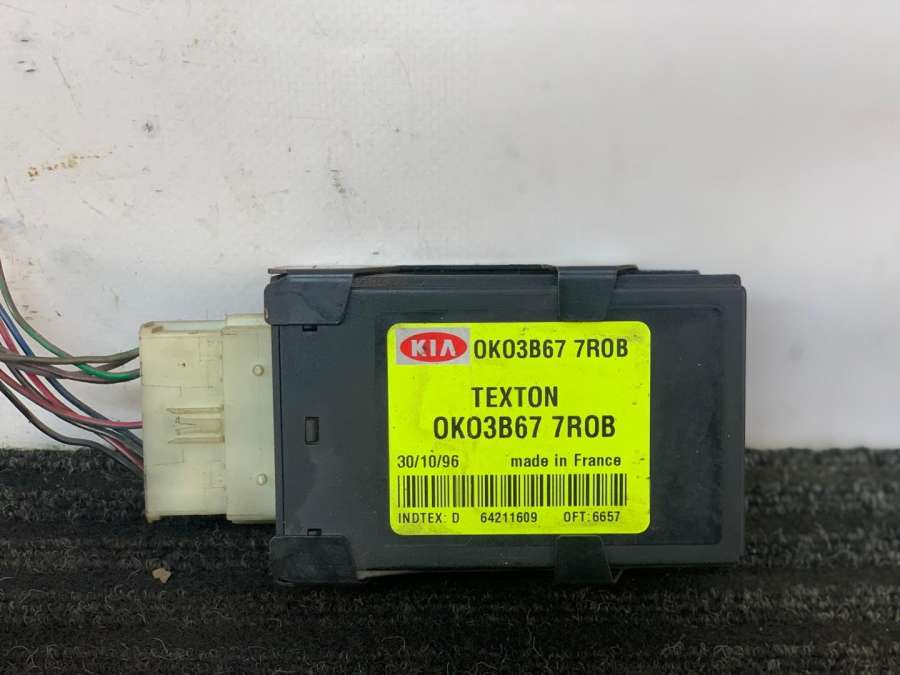 KIA 0K03B67 7R0B
TEXTON
0K03B67 7R0B
30/10/96 made in France
INDTEX: D 64211609 OFT:6657